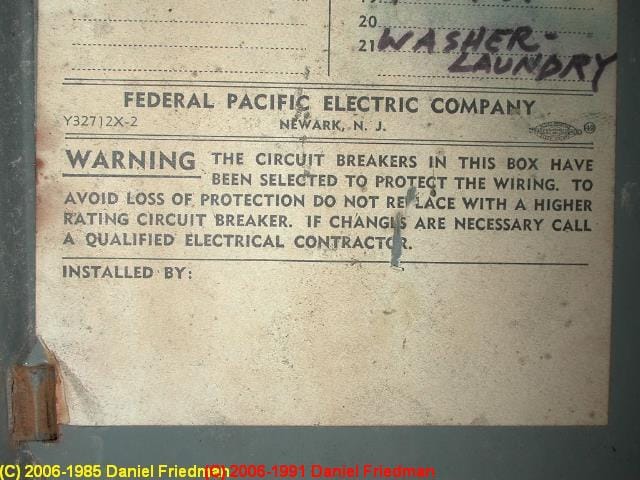 20
21 WASHER-
LAUNDRY
FEDERAL PACIFIC ELECTRIC COMPANY
Y32712X-2
NEWARK, N. J.
WARNING THE CIRCUIT BREAKERS IN THIS BOX HAVE
BEEN SELECTED TO PROTECT THE WIRING. TO
AVOID LOSS OF PROTECTION DO NOT REPLACE WITH A HIGHER
RATING CIRCUIT BREAKER. IF CHANGES ARE NECESSARY CALL
A QUALIFIED ELECTRICAL CONTRACTOR.
INSTALLED BY:
(C) 2006-1985 Daniel Friedman
2006-1991 Daniel Friedman